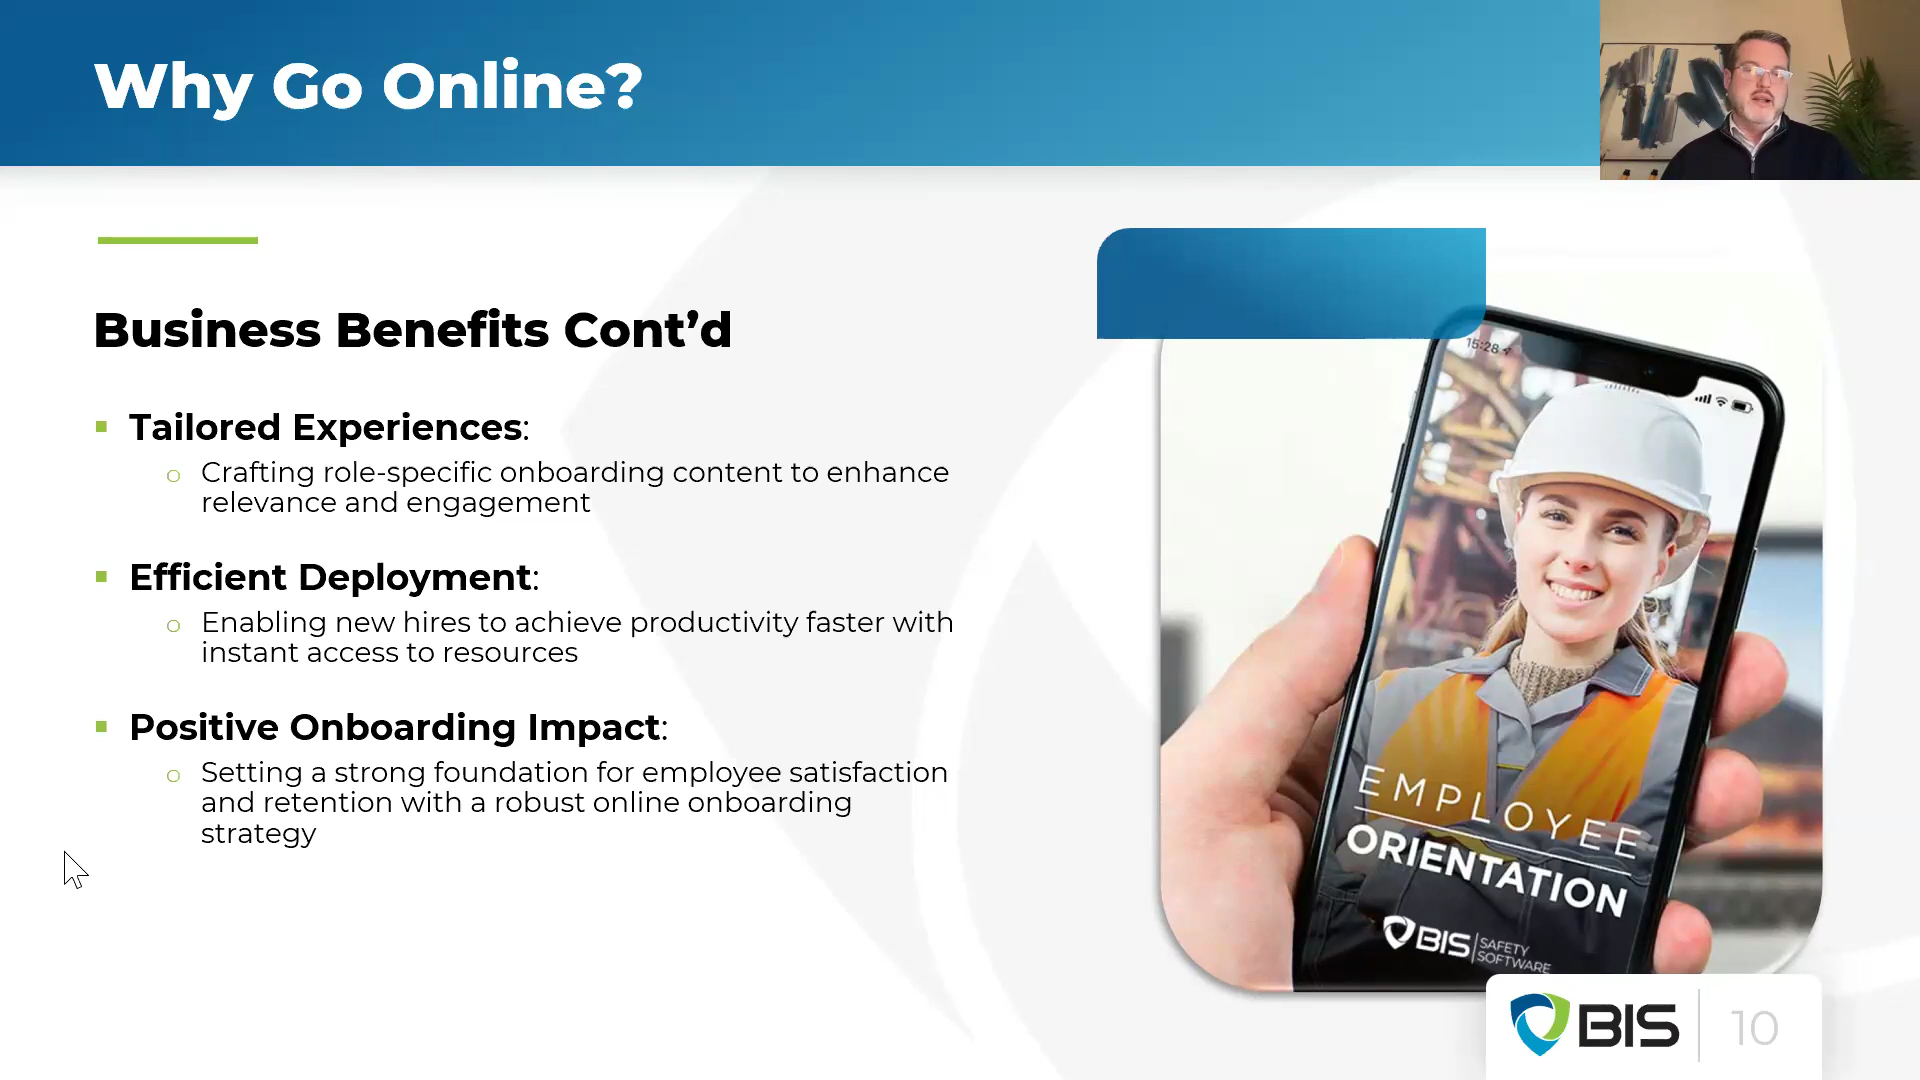 Why Go Online?
Business Benefits Cont’d
▪ Tailored Experiences:
o Crafting role-specific onboarding content to enhance
relevance and engagement
▪ Efficient Deployment:
o Enabling new hires to achieve productivity faster with
instant access to resources
▪ Positive Onboarding Impact:
o Setting a strong foundation for employee satisfaction
and retention with a robust online onboarding
strategy
15:28
EMPLOYEE
ORIENTATION
BIS SAFETY
SOFTWARE
BIS 10